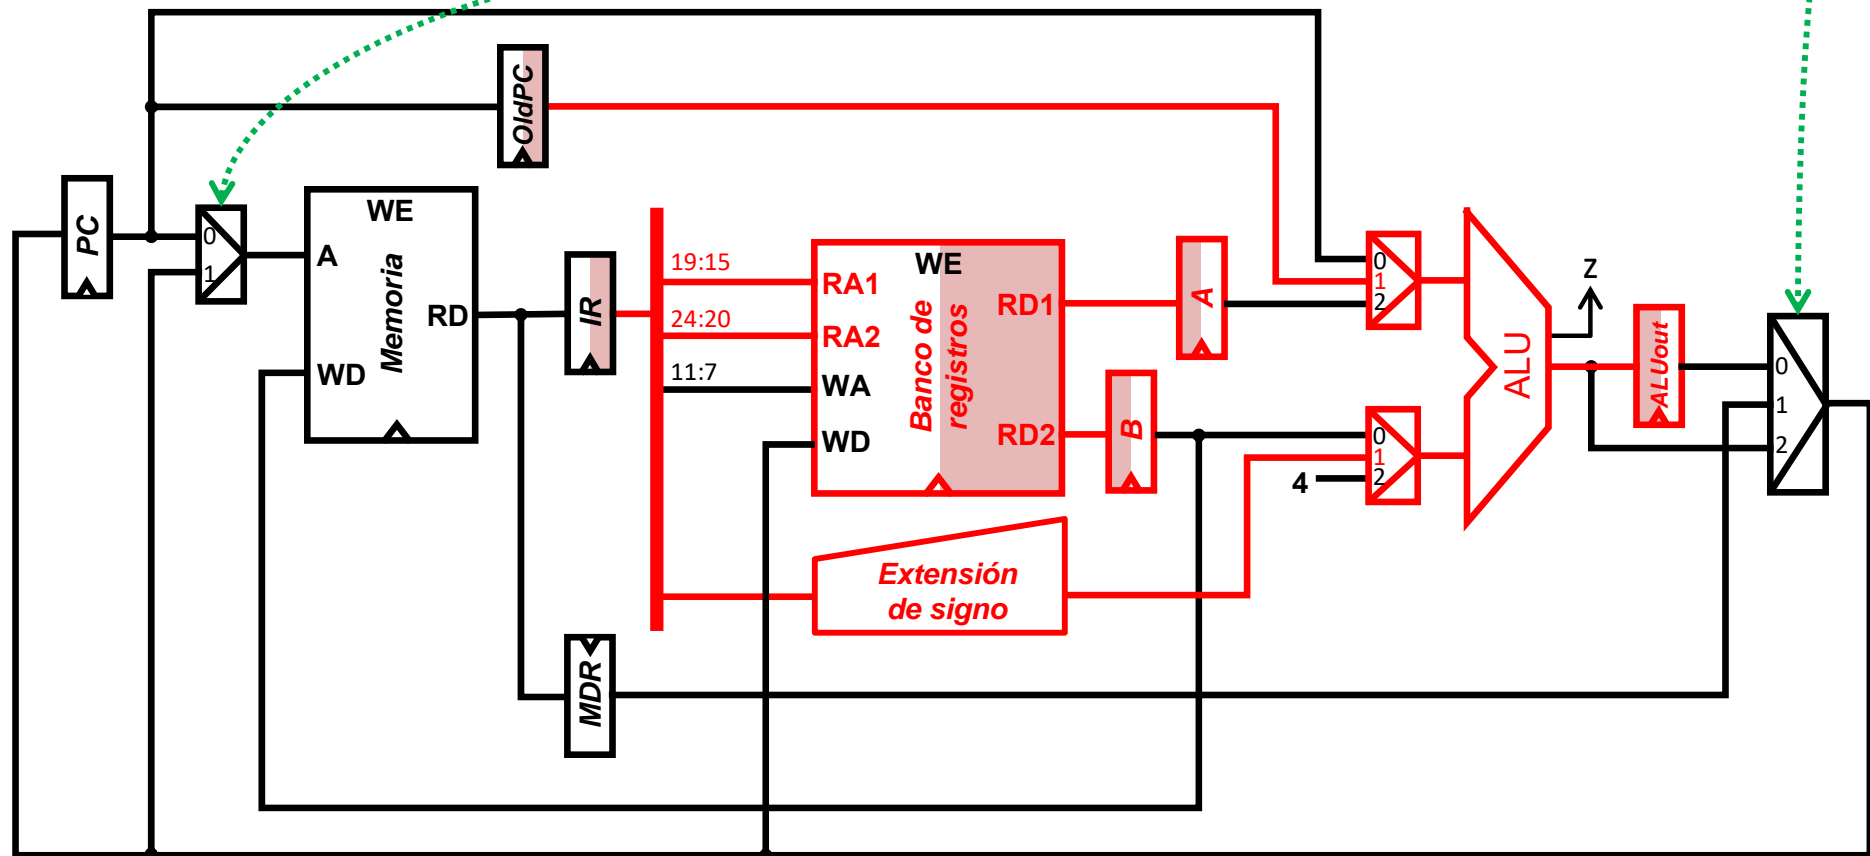 OldPC
PC
0
1
WE
A
Memoria
RD
WD
IR
19:15
24:20
11:7
WE
RA1
RA2
WA
WD
Banco de
registros
RD1
RD2
A
B
0
1
2
0
1
2
4
ALU
Z
ALUout
0
1
2
Extensión
de signo
MDR